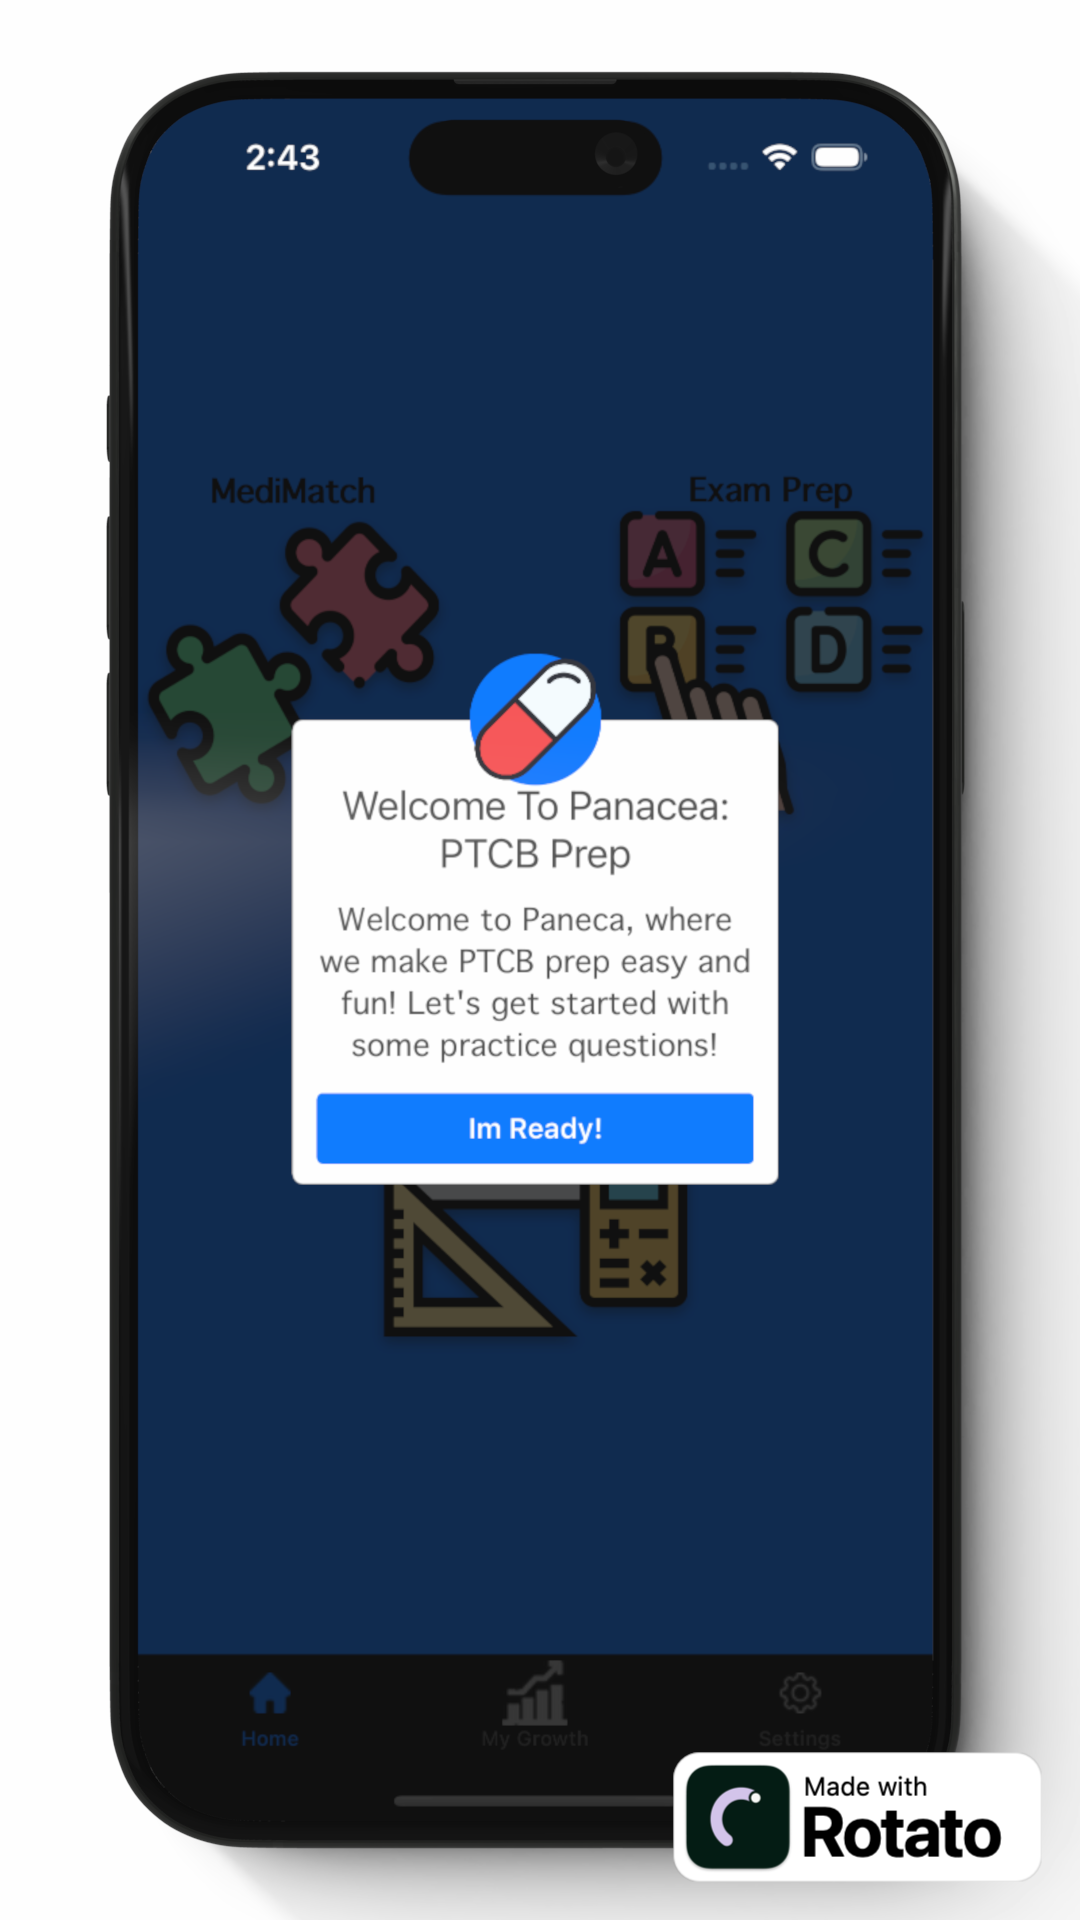 2:43
MediMatch
Exam Prep
A
C
B
D
Welcome To Panacea:
PTCB Prep
Welcome to Paneca, where
we make PTCB prep easy and
fun! Let's get started with
some practice questions!
Im Ready!
Home
My Growth
Settings
Made with
Rotato